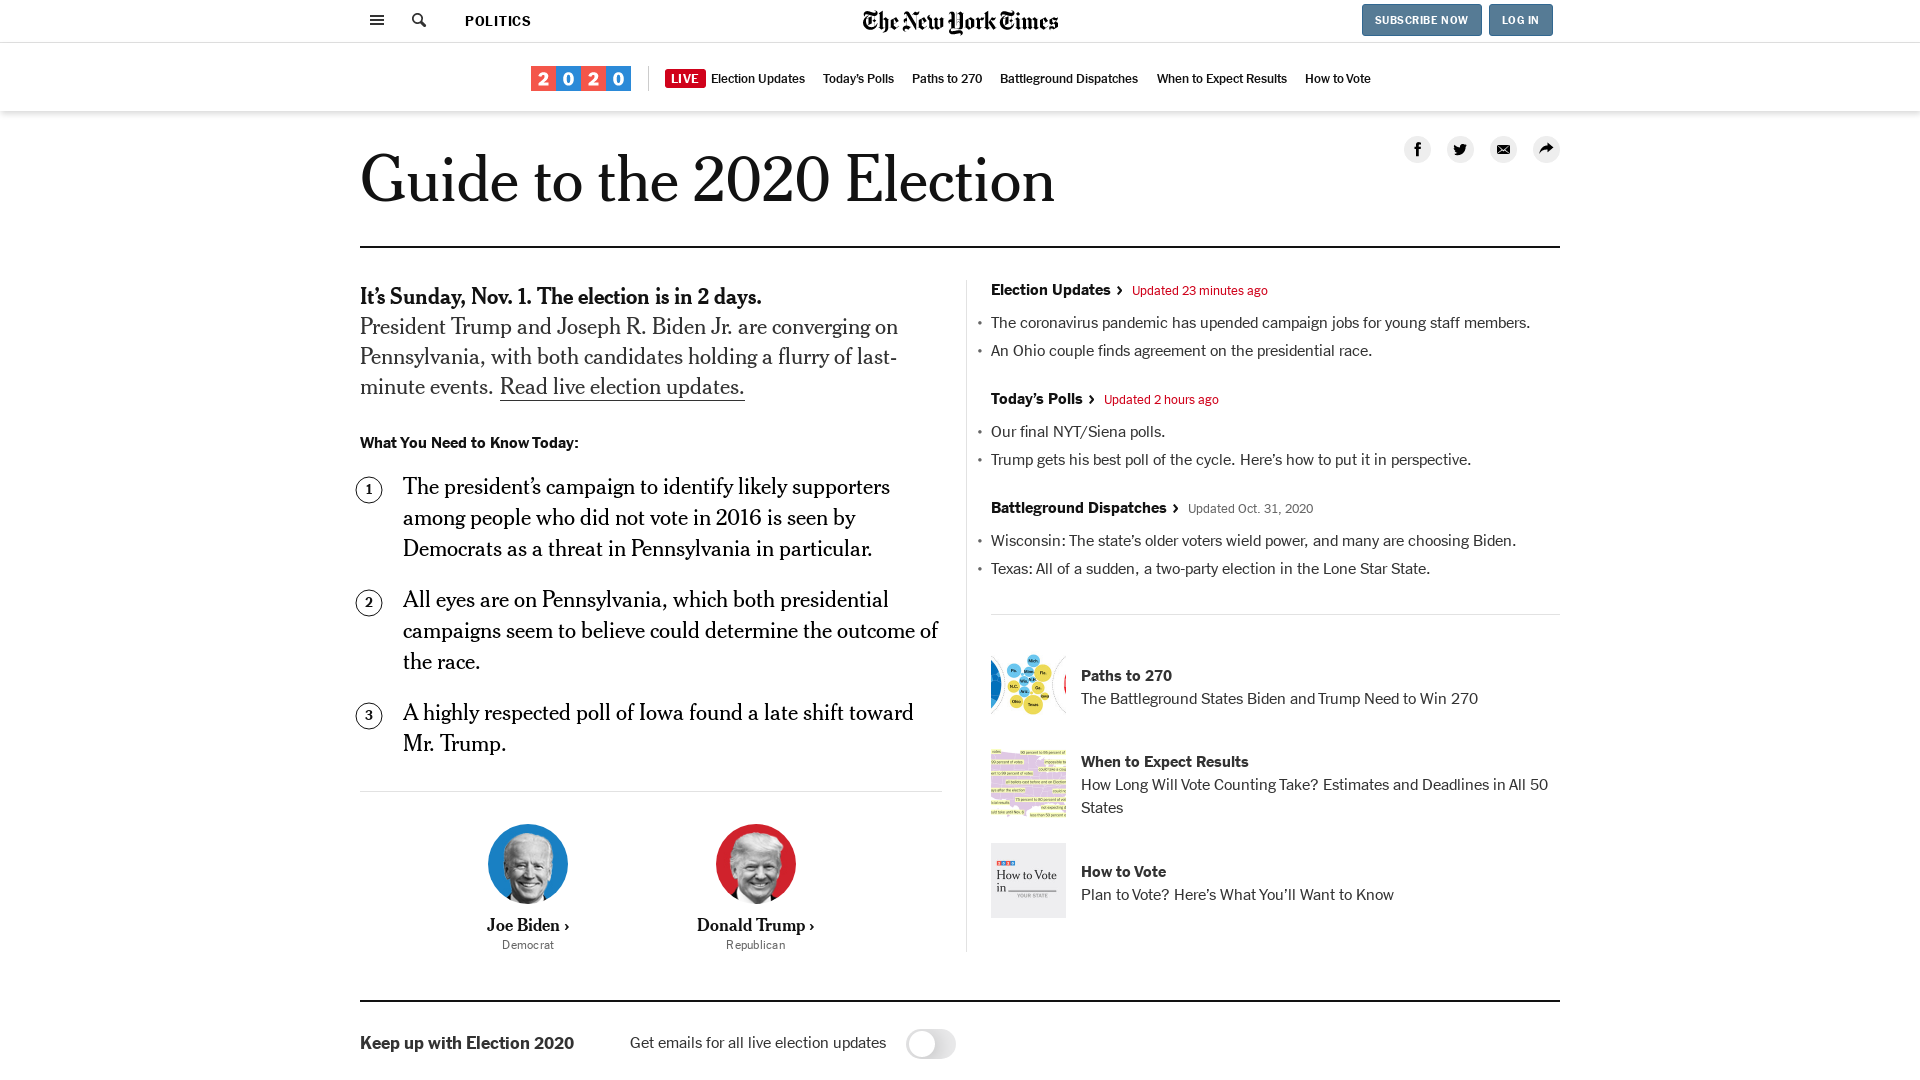 POLITICS
The New York Times
SUBSCRIBE NOW
LOG IN
2020
LIVE Election Updates
Today's Polls
Paths to 270
Battleground Dispatches
When to Expect Results
How to Vote
Guide to the 2020 Election
It's Sunday, Nov. 1. The election is in 2 days.
President Trump and Joseph R. Biden Jr. are converging on
Pennsylvania, with both candidates holding a flurry of last-
minute events. Read live election updates.
What You Need to Know Today:
1 The president's campaign to identify likely supporters
among people who did not vote in 2016 is seen by
Democrats as a threat in Pennsylvania in particular.
2 All eyes are on Pennsylvania, which both presidential
campaigns seem to believe could determine the outcome of
the race.
3 A highly respected poll of Iowa found a late shift toward
Mr. Trump.
Joe Biden ›
Democrat
Donald Trump ›
Republican
Election Updates › Updated 23 minutes ago
• The coronavirus pandemic has upended campaign jobs for young staff members.
• An Ohio couple finds agreement on the presidential race.
Today's Polls › Updated 2 hours ago
• Our final NYT/Siena polls.
• Trump gets his best poll of the cycle. Here's how to put it in perspective.
Battleground Dispatches › Updated Oct. 31, 2020
• Wisconsin: The state's older voters wield power, and many are choosing Biden.
• Texas: All of a sudden, a two-party election in the Lone Star State.
Paths to 270
The Battleground States Biden and Trump Need to Win 270
When to Expect Results
How Long Will Vote Counting Take? Estimates and Deadlines in All 50
States
How to Vote
in
YOUR STATE
How to Vote
Plan to Vote? Here's What You'll Want to Know
Keep up with Election 2020
Get emails for all live election updates